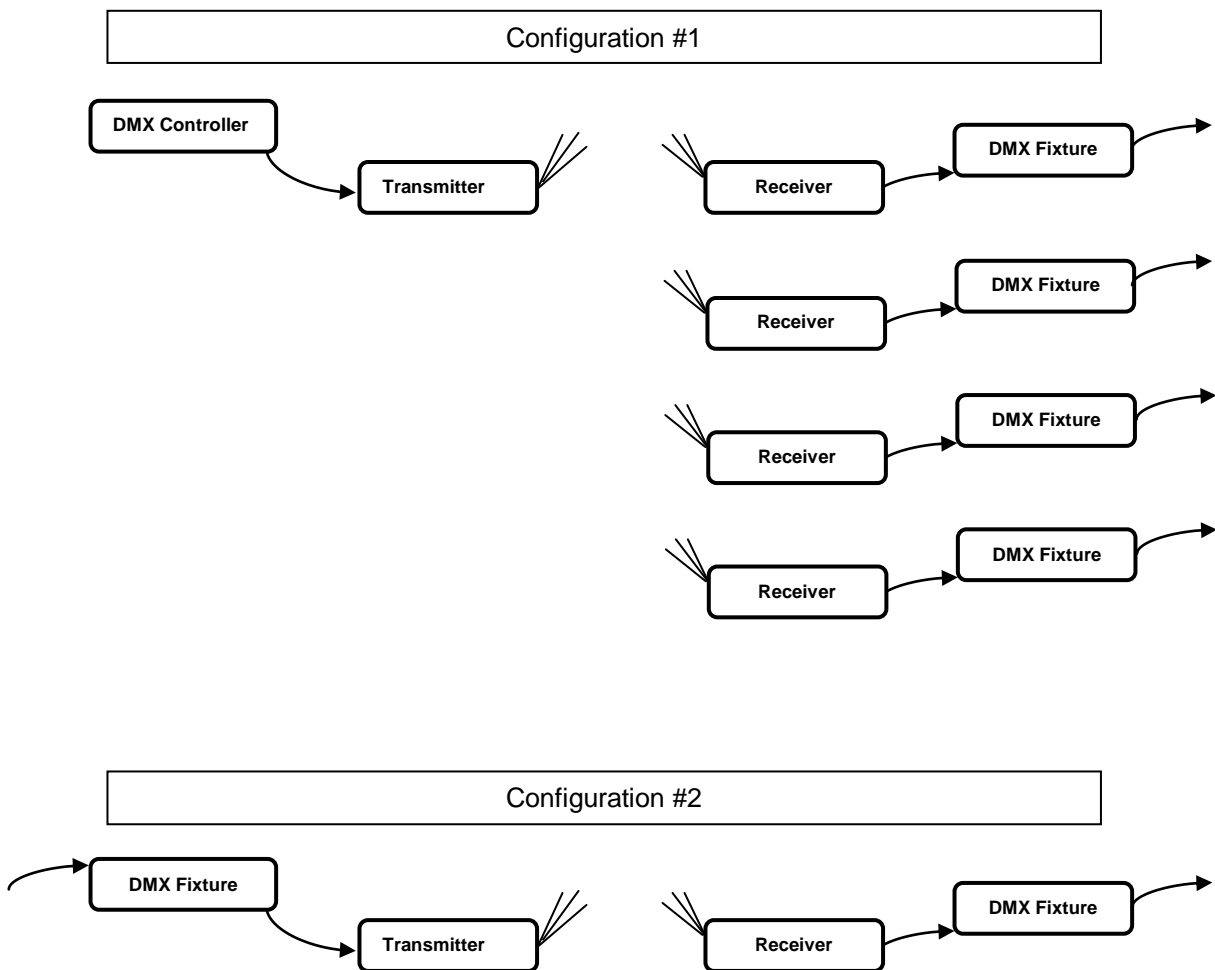 Configuration #1
DMX Controller
Transmitter
Receiver
DMX Fixture
Receiver
DMX Fixture
Receiver
DMX Fixture
Receiver
DMX Fixture
Configuration #2
DMX Fixture
Transmitter
Receiver
DMX Fixture